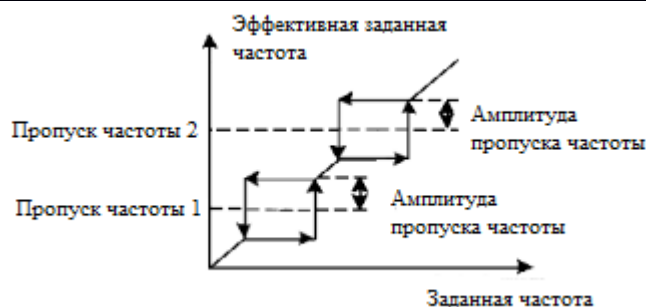 Эффективная заданная
частота
Пропуск частоты 2
Амплитуда
пропуска частоты
Пропуск частоты 1
Амплитуда
пропуска частоты
Заданная частота